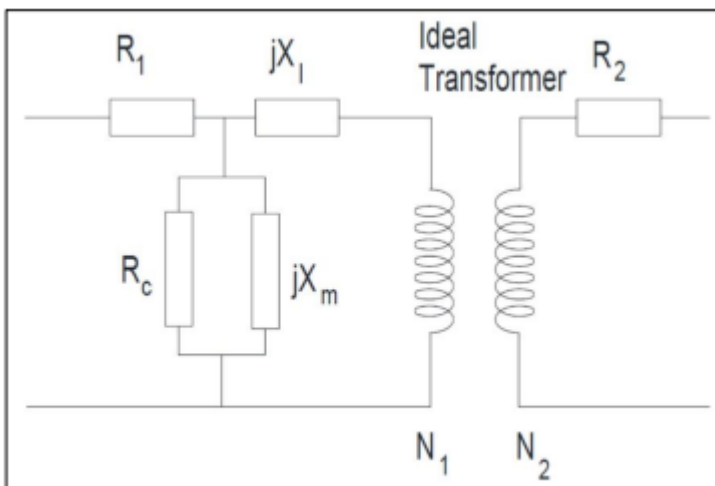 R1
jXl
Ideal
Transformer
R2
Rc
jXm
N1
N2